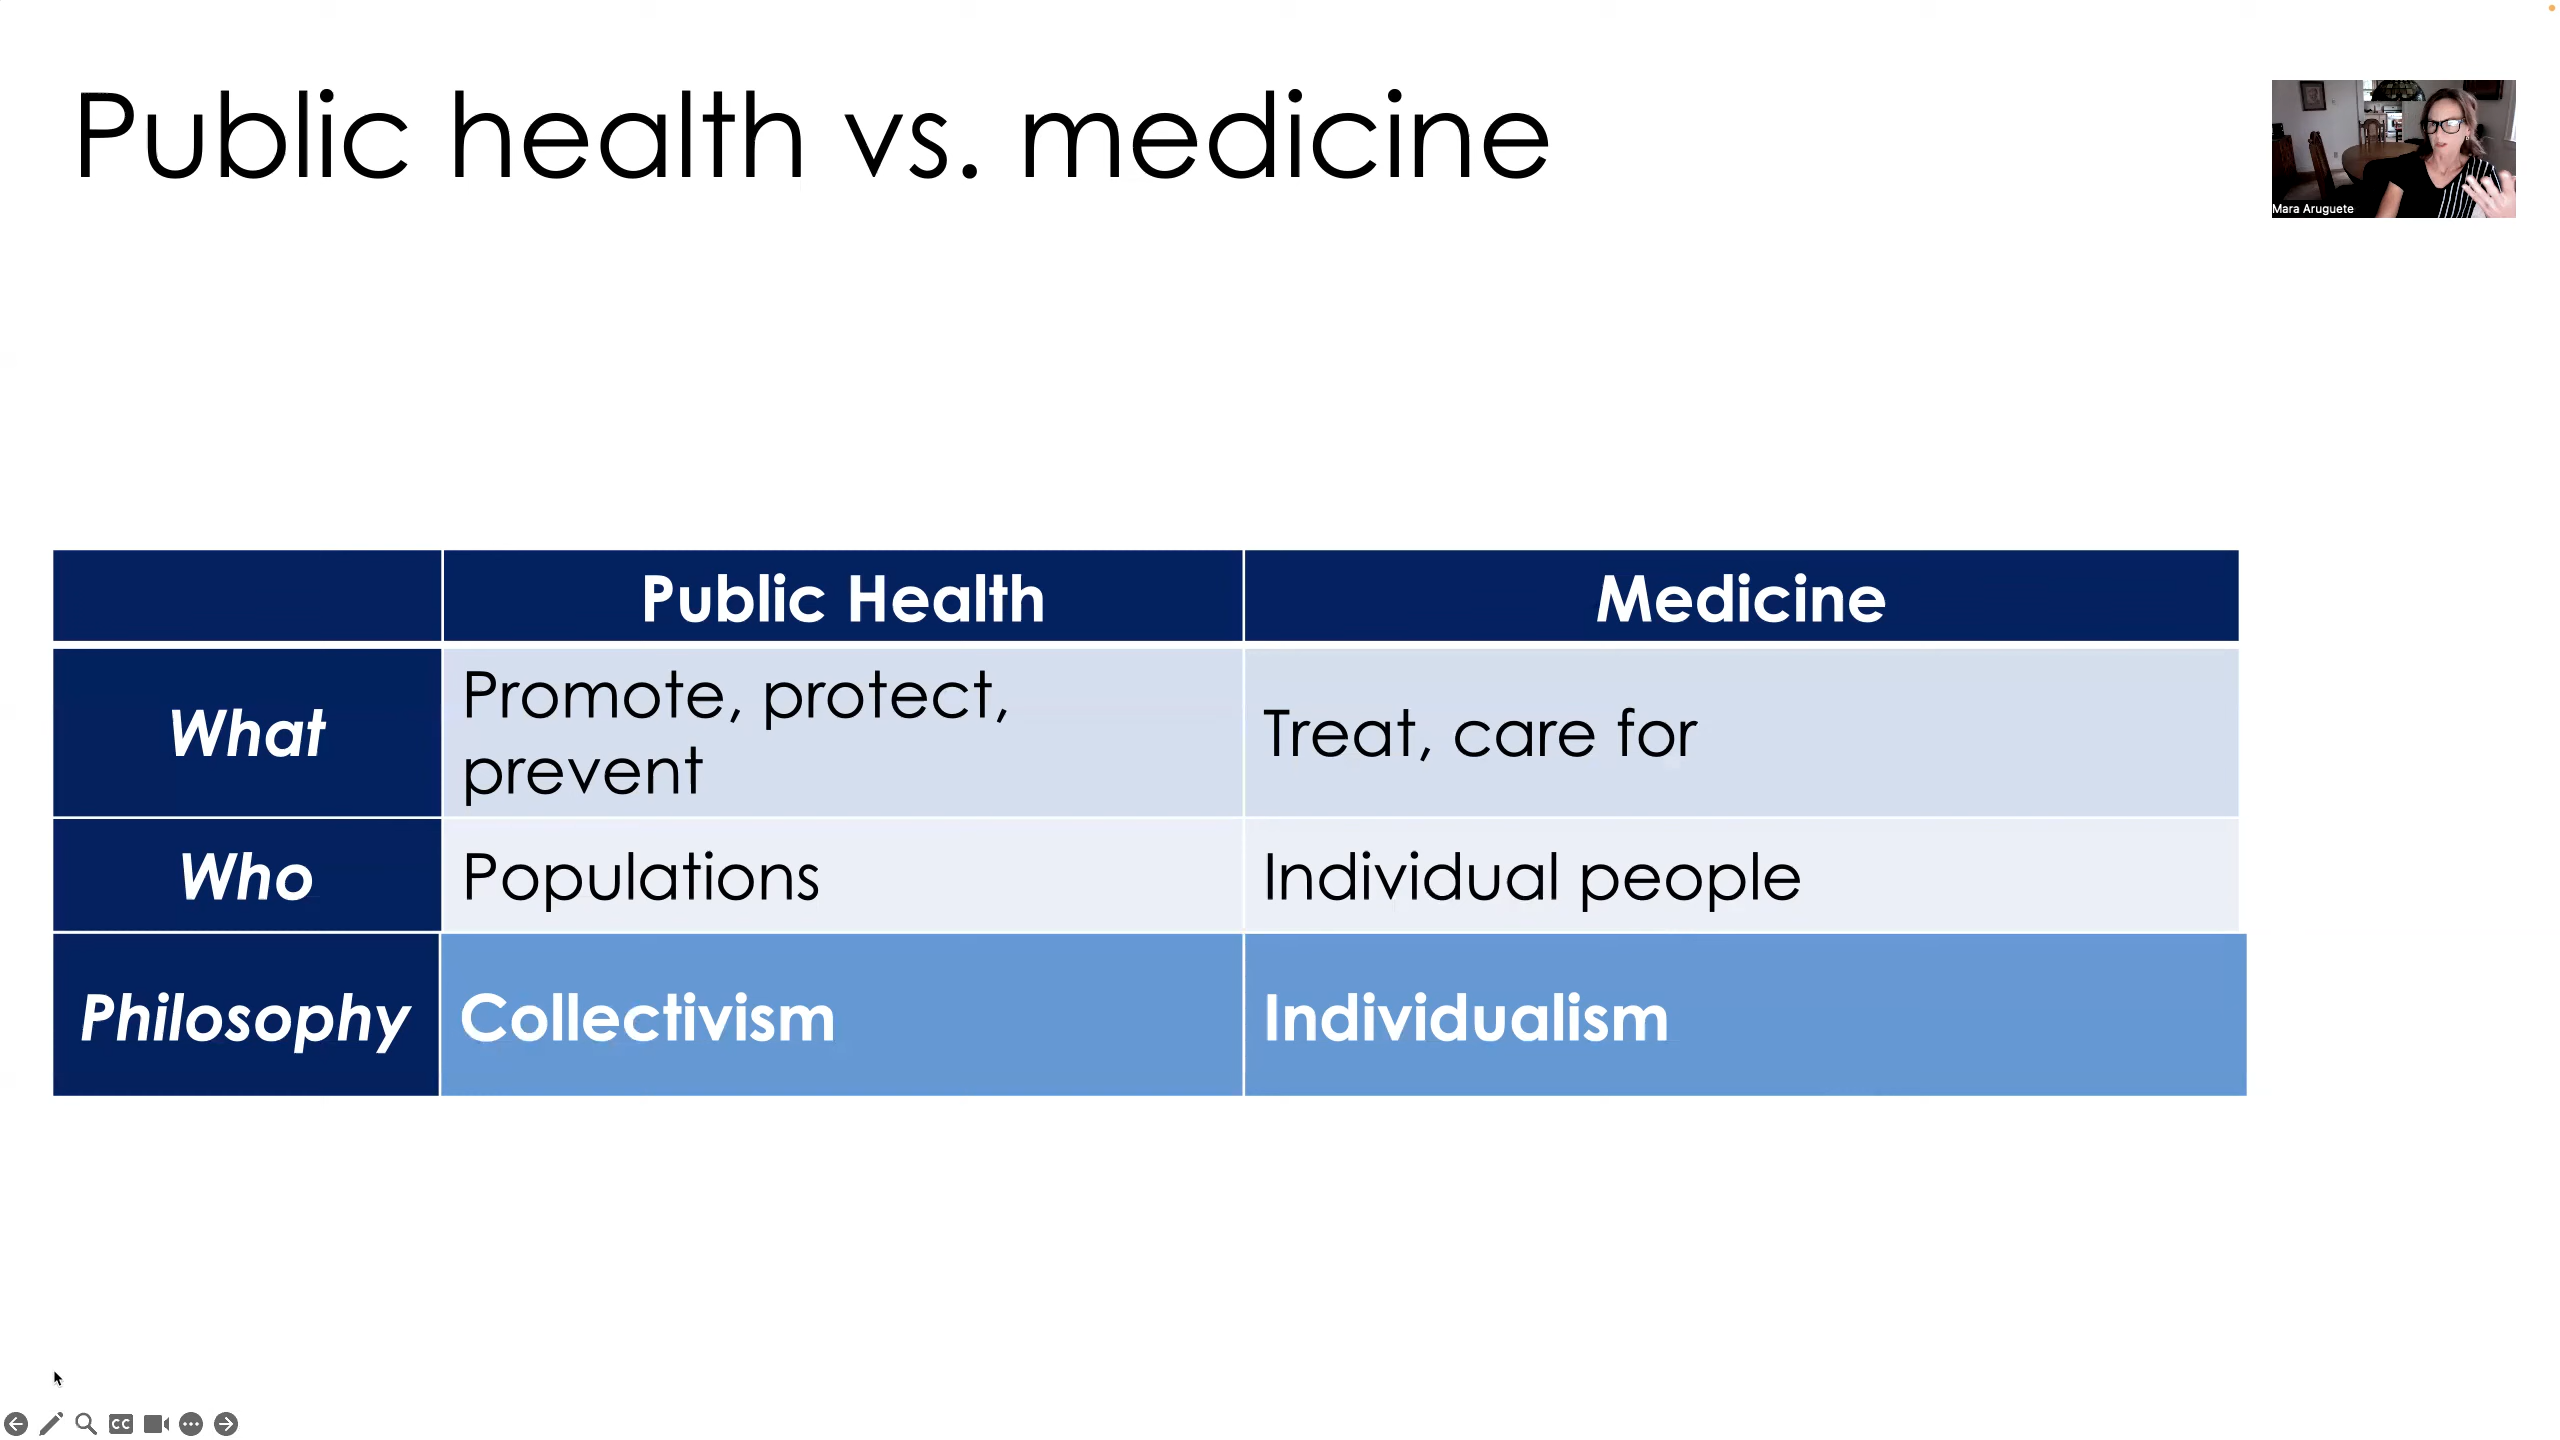 Public health vs. medicine
Mara Aruguete
Public Health
Medicine
What
Promote, protect,
prevent
Treat, care for
Who
Populations
Individual people
Philosophy
Collectivism
Individualism
CC